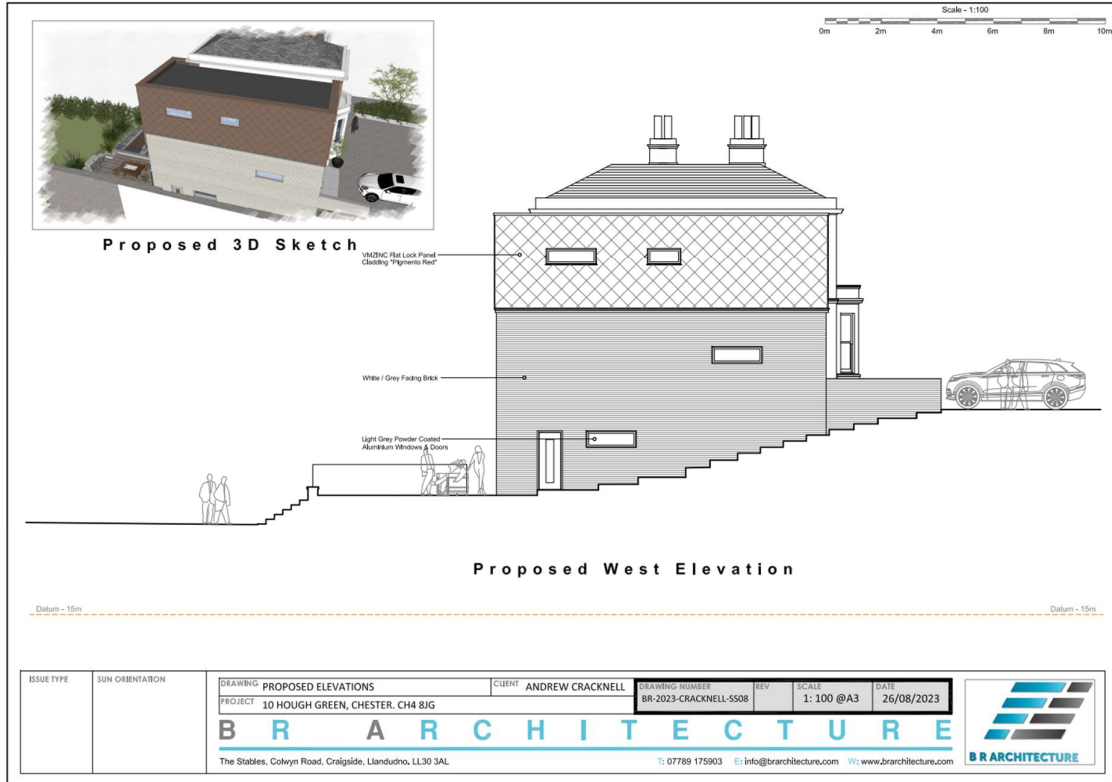 Scale - 1:100
0m 2m 4m 6m 8m 10m
Proposed 3D Sketch
VMZINC Flat Lock Panel
Cladding "Pigmento Red"
White / Grey Fading Brick
Light Grey Powder Coated
Aluminium Windows & Doors
Proposed West Elevation
Datum - 15m
Datum - 15m
ISSUE TYPE
SUN ORIENTATION
DRAWING PROPOSED ELEVATIONS
CLIENT ANDREW CRACKNELL
PROJECT 10 HOUGH GREEN, CHESTER. CH4 8JG
DRAWING NUMBER
BR-2023-CRACKNELL-SS08
REV
SCALE
1: 100 @A3
DATE
26/08/2023
BR ARCHITECTURE
The Stables, Colwyn Road, Craigside, Llandudno. LL30 3AL
T: 07789 175903 E: info@brarchitecture.com W: www.brarchitecture.com
B R ARCHITECTURE